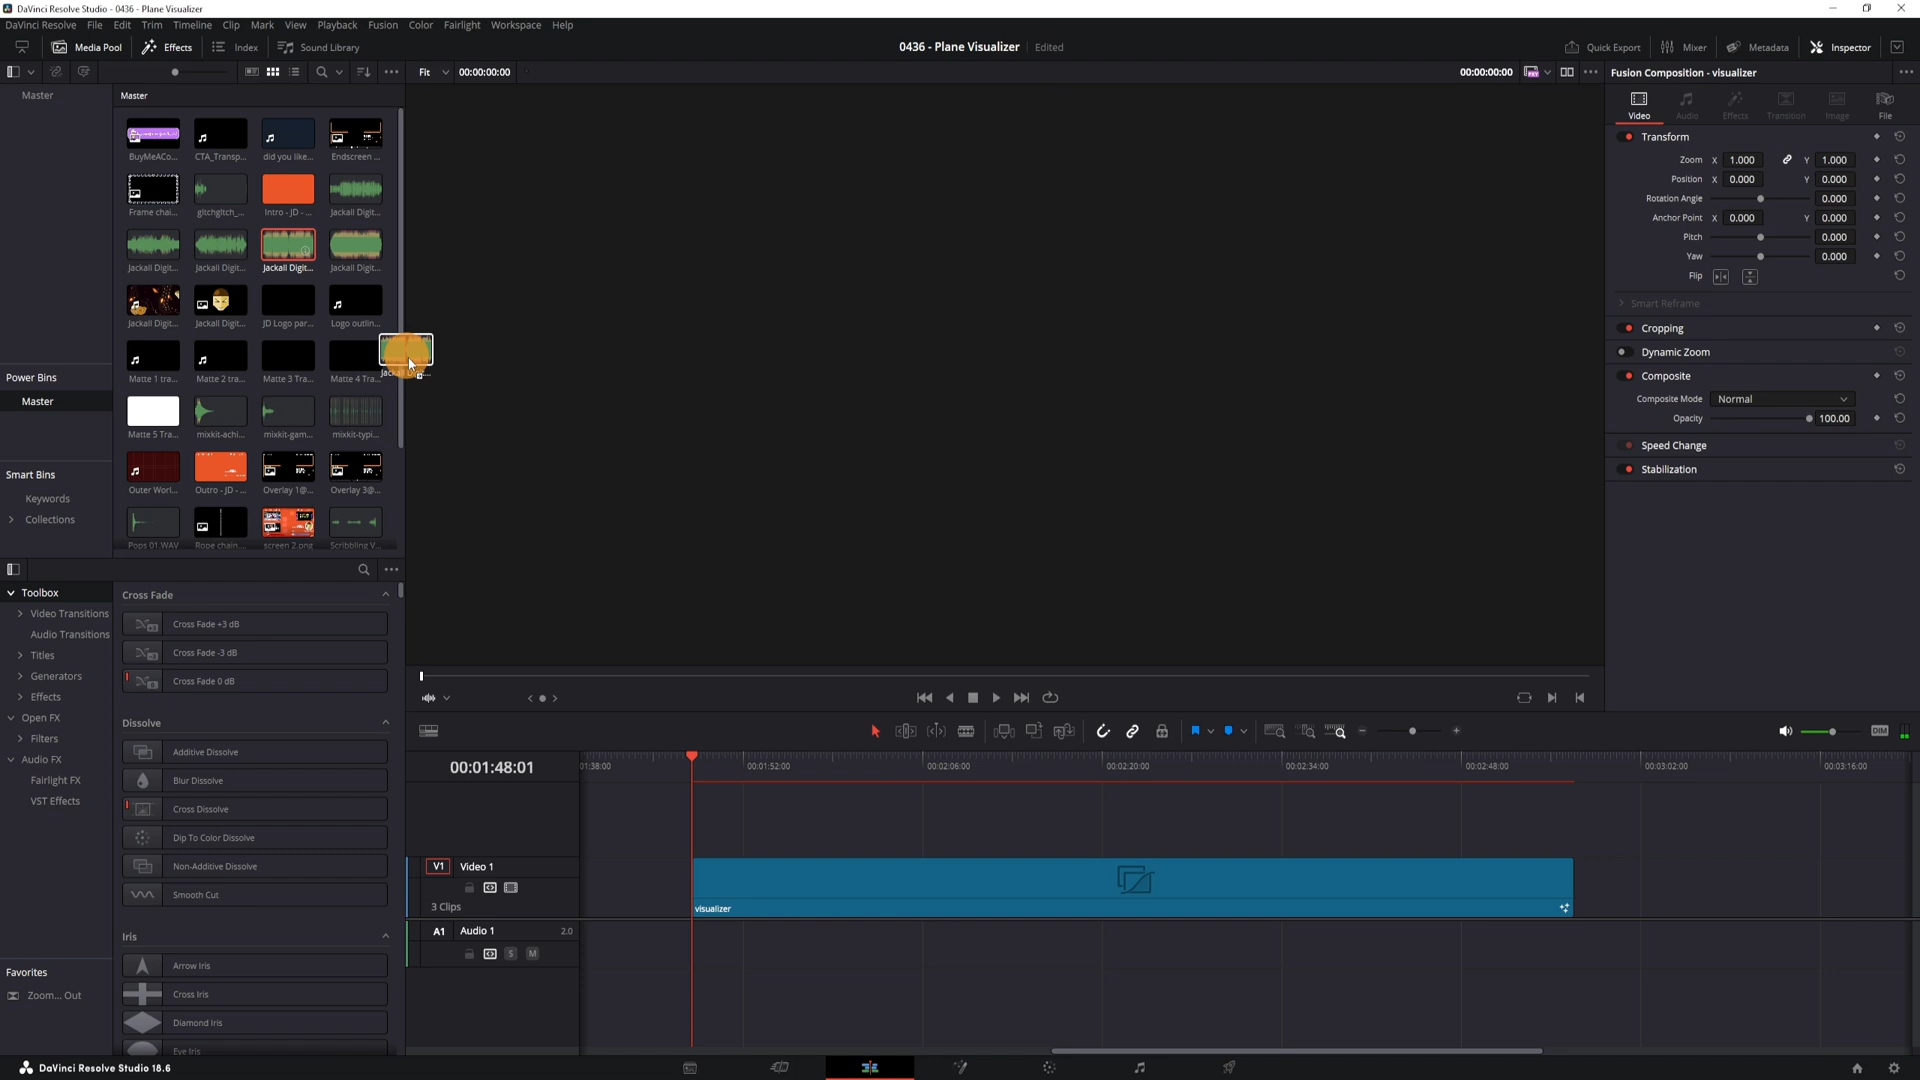 DaVinci Resolve Studio - 0436 - Plane Visualizer
DaVinci Resolve File Edit Trim Timeline Clip Mark View Playback Fusion Color Fairlight Workspace Help
Media Pool Effects Index Sound Library
0436 - Plane Visualizer Edited
Quick Export Mixer Metadata Inspector
Fit 00:00:00:00
00:00:00:00
Fusion Composition - visualizer
Master
Master
BuyMeACo... CTA_Transp... did you like... Endscreen ...
Frame chai... glitchglitch_... Intro - JD - ... Jackall Digit...
Jackall Digit... Jackall Digit... Jackall Digit... Jackall Digit...
Jackall Digit... Jackall Digit... JD Logo par... Logo outlin...
Matte 1 tra... Matte 2 tra... Matte 3 Tra... Matte 4 Tra...
Matte 5 Tra... mixkit-achi... mixkit-gam... mixkit-typi...
Outer Worl... Outro - JD - ... Overlay 1@... Overlay 3@...
Pops 01.WAV Rope chain... screen 2.png Scribbling V...
Power Bins
Master
Smart Bins
Keywords
Collections
Video Audio Effects Transition Image File
Transform
Zoom X 1.000 Y 1.000
Position X 0.000 Y 0.000
Rotation Angle 0.000
Anchor Point X 0.000 Y 0.000
Pitch 0.000
Yaw 0.000
Flip
Smart Reframe
Cropping
Dynamic Zoom
Composite
Composite Mode Normal
Opacity 100.00
Speed Change
Stabilization
Toolbox
Video Transitions
Audio Transitions
Titles
Generators
Effects
Open FX
Filters
Audio FX
Fairlight FX
VST Effects
Favorites
Zoom... Out
Cross Fade
Cross Fade +3 dB
Cross Fade -3 dB
Cross Fade 0 dB
Dissolve
Additive Dissolve
Blur Dissolve
Cross Dissolve
Dip To Color Dissolve
Non-Additive Dissolve
Smooth Cut
Iris
Arrow Iris
Cross Iris
Diamond Iris
Eye Iris
DIM
00:01:48:01
01:38:00 00:01:52:00 00:02:06:00 00:02:20:00 00:02:34:00 00:02:48:00 00:03:02:00 00:03:16:00
V1 Video 1
3 Clips
visualizer
A1 Audio 1 2.0
S M
DaVinci Resolve Studio 18.6